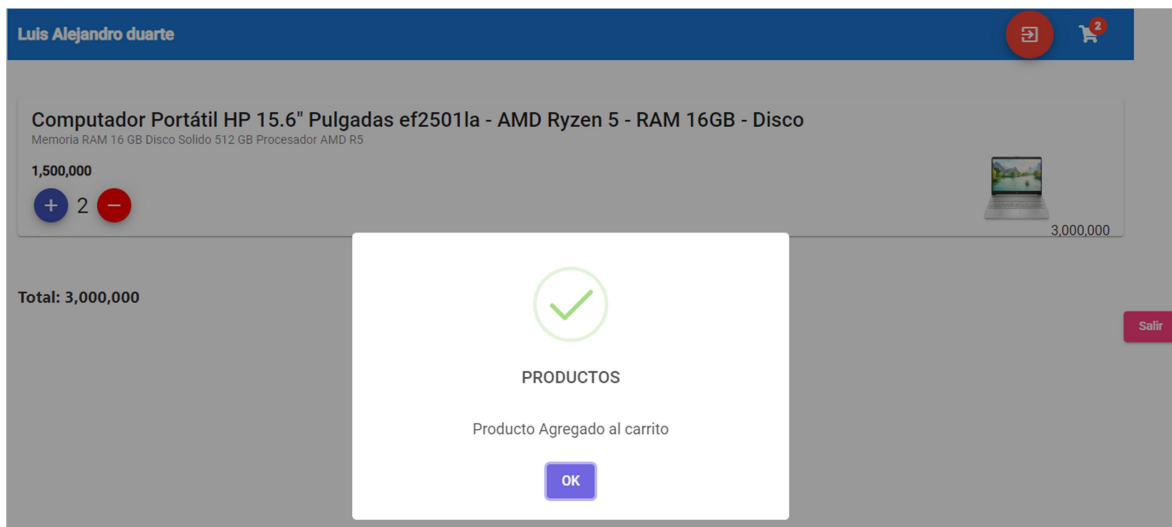 Luis Alejandro duarte
2
Computador Portátil HP 15.6" Pulgadas ef2501la - AMD Ryzen 5 - RAM 16GB - Disco
Memoria RAM 16 GB Disco Solido 512 GB Procesador AMD R5
1,500,000
+ 2 −
3,000,000
Total: 3,000,000
Salir
PRODUCTOS
Producto Agregado al carrito
OK